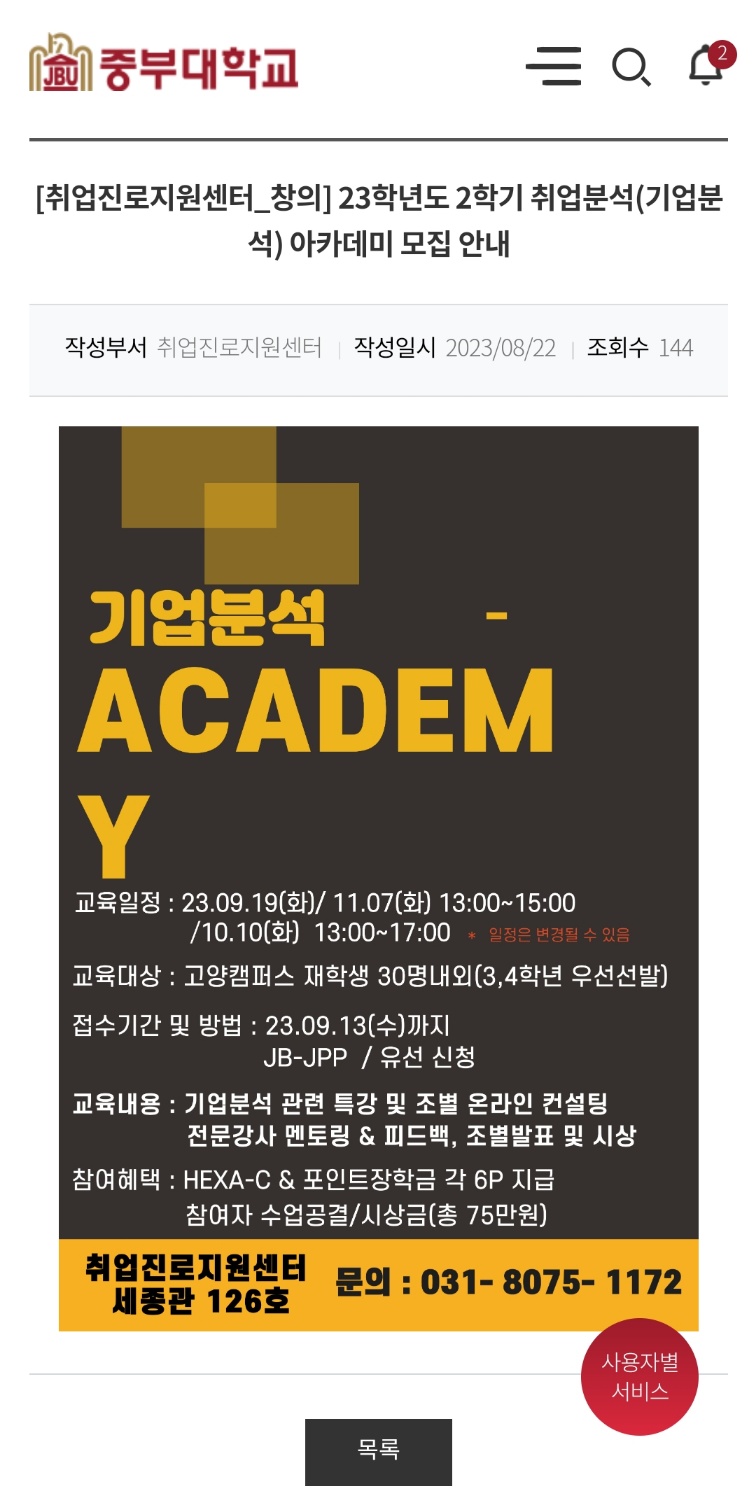 JBU 중부대학교
2
[취업진로지원센터_창의] 23학년도 2학기 취업분석(기업분
석) 아카데미 모집 안내
작성부서 취업진로지원센터 작성일시 2023/08/22 조회수 144
기업분석 -
ACADEM
Y
교육일정 : 23.09.19(화)/ 11.07(화) 13:00~15:00
/10.10(화) 13:00~17:00 * 일정은 변경될 수 있음
교육대상 : 고양캠퍼스 재학생 30명내외(3,4학년 우선선발)
접수기간 및 방법 : 23.09.13(수)까지
JB-JPP / 유선 신청
교육내용 : 기업분석 관련 특강 및 조별 온라인 컨설팅
전문강사 멘토링 & 피드백, 조별발표 및 시상
참여혜택 : HEXA-C & 포인트장학금 각 6P 지급
참여자 수업공결/시상금(총 75만원)
취업진로지원센터
세종관 126호
문의 : 031- 8075- 1172
사용자별
서비스
목록